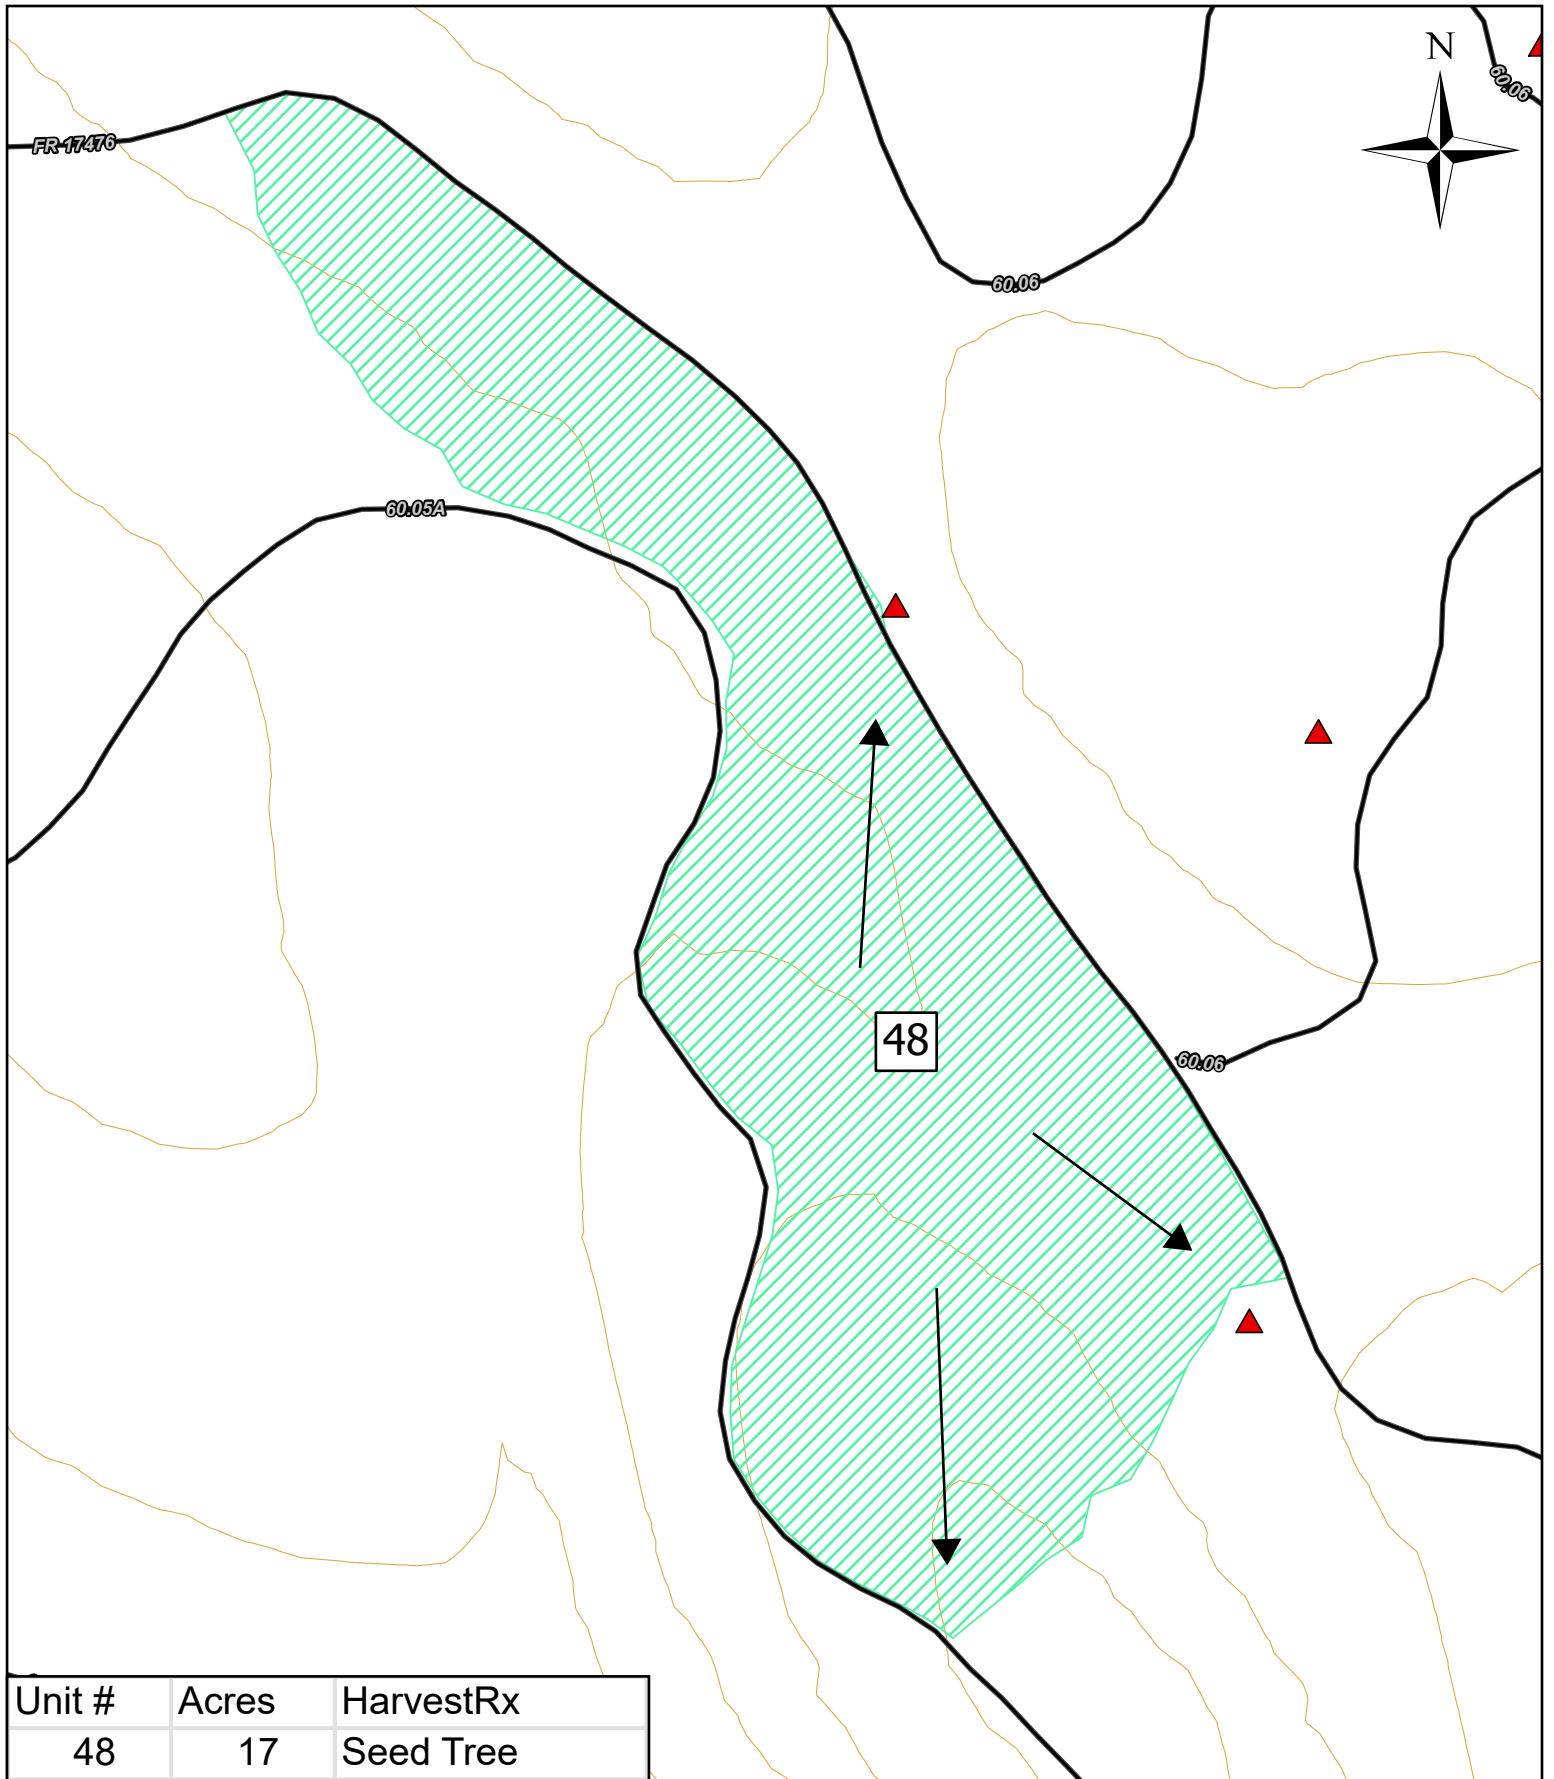 N
60.06
FR 17476
60.06
60.05A
48
60.06
Unit # Acres HarvestRx
48 17 Seed Tree